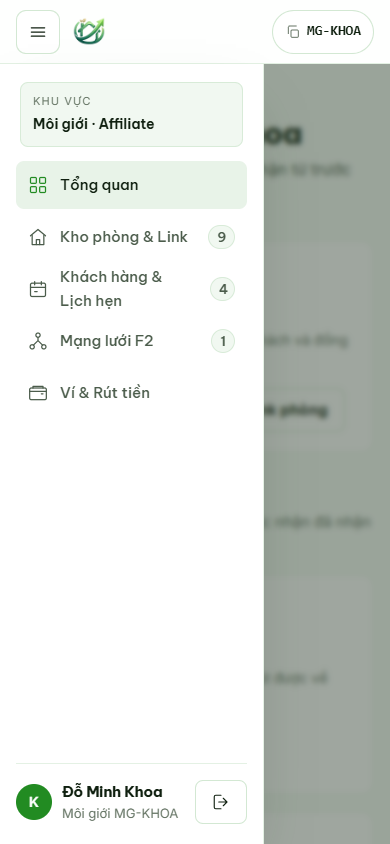 MG-KHOA
KHU VỰC
Môi giới · Affiliate
Tổng quan
Kho phòng & Link
9
Khách hàng &
Lịch hẹn
4
Mạng lưới F2
1
Ví & Rút tiền
K
Đỗ Minh Khoa
Môi giới MG-KHOA